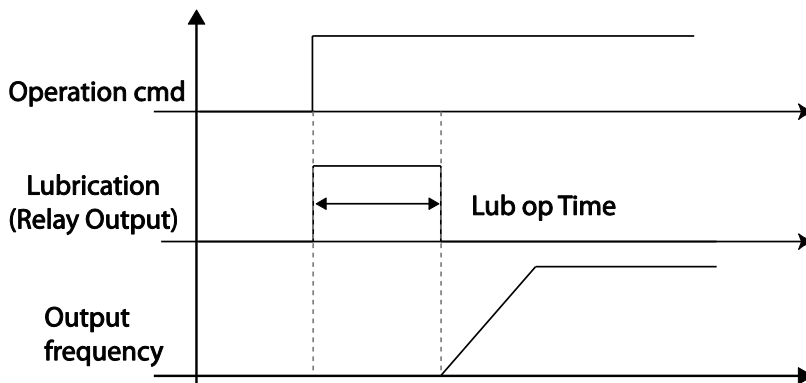 Operation cmd
Lubrication
(Relay Output)
Lub op Time
Output
frequency